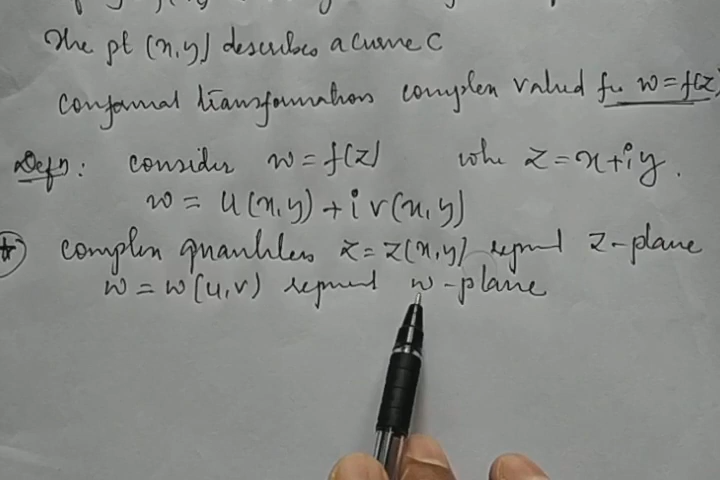 The pt (x,y) describes a curve C
Conformal transformations complex valued fn w=f(z)
Defn: consider w=f(z) where z=x+iy.
w = u(x,y)+iv(x,y)
complex quantities z=z(x,y) represent z-plane
w=w(u,v) represent w-plane